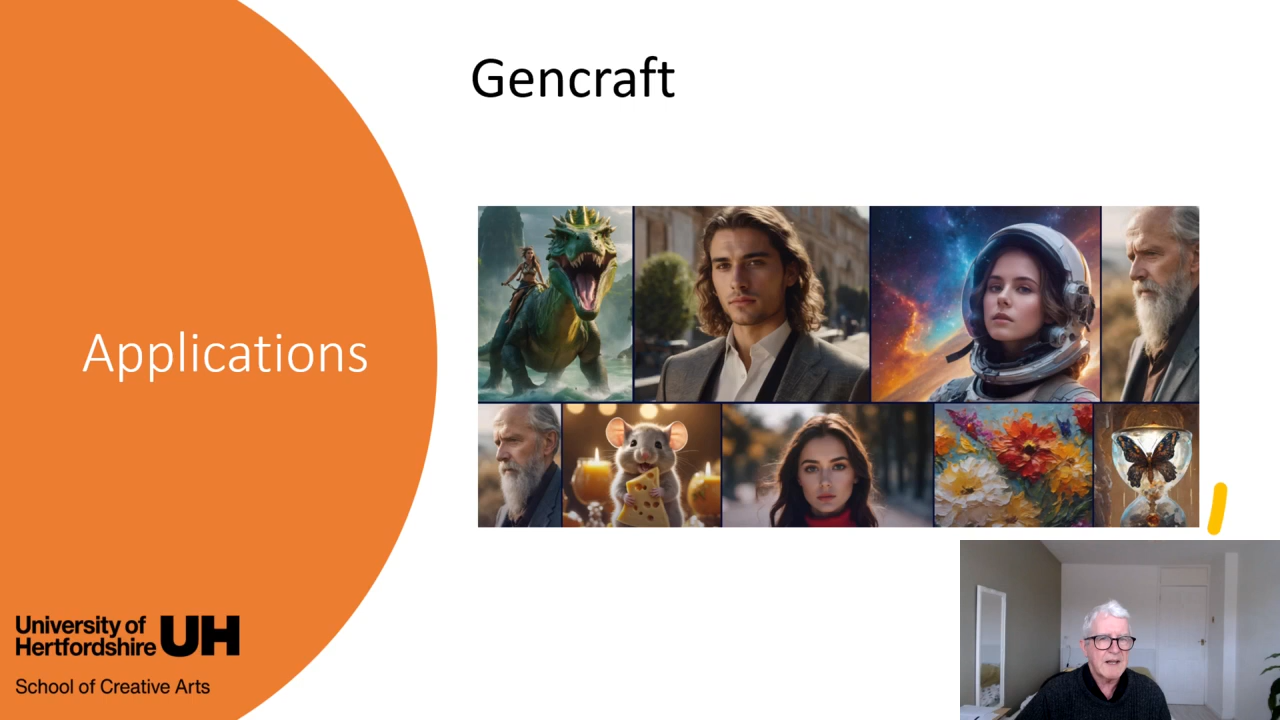 Gencraft
Applications
University of
Hertfordshire UH
School of Creative Arts